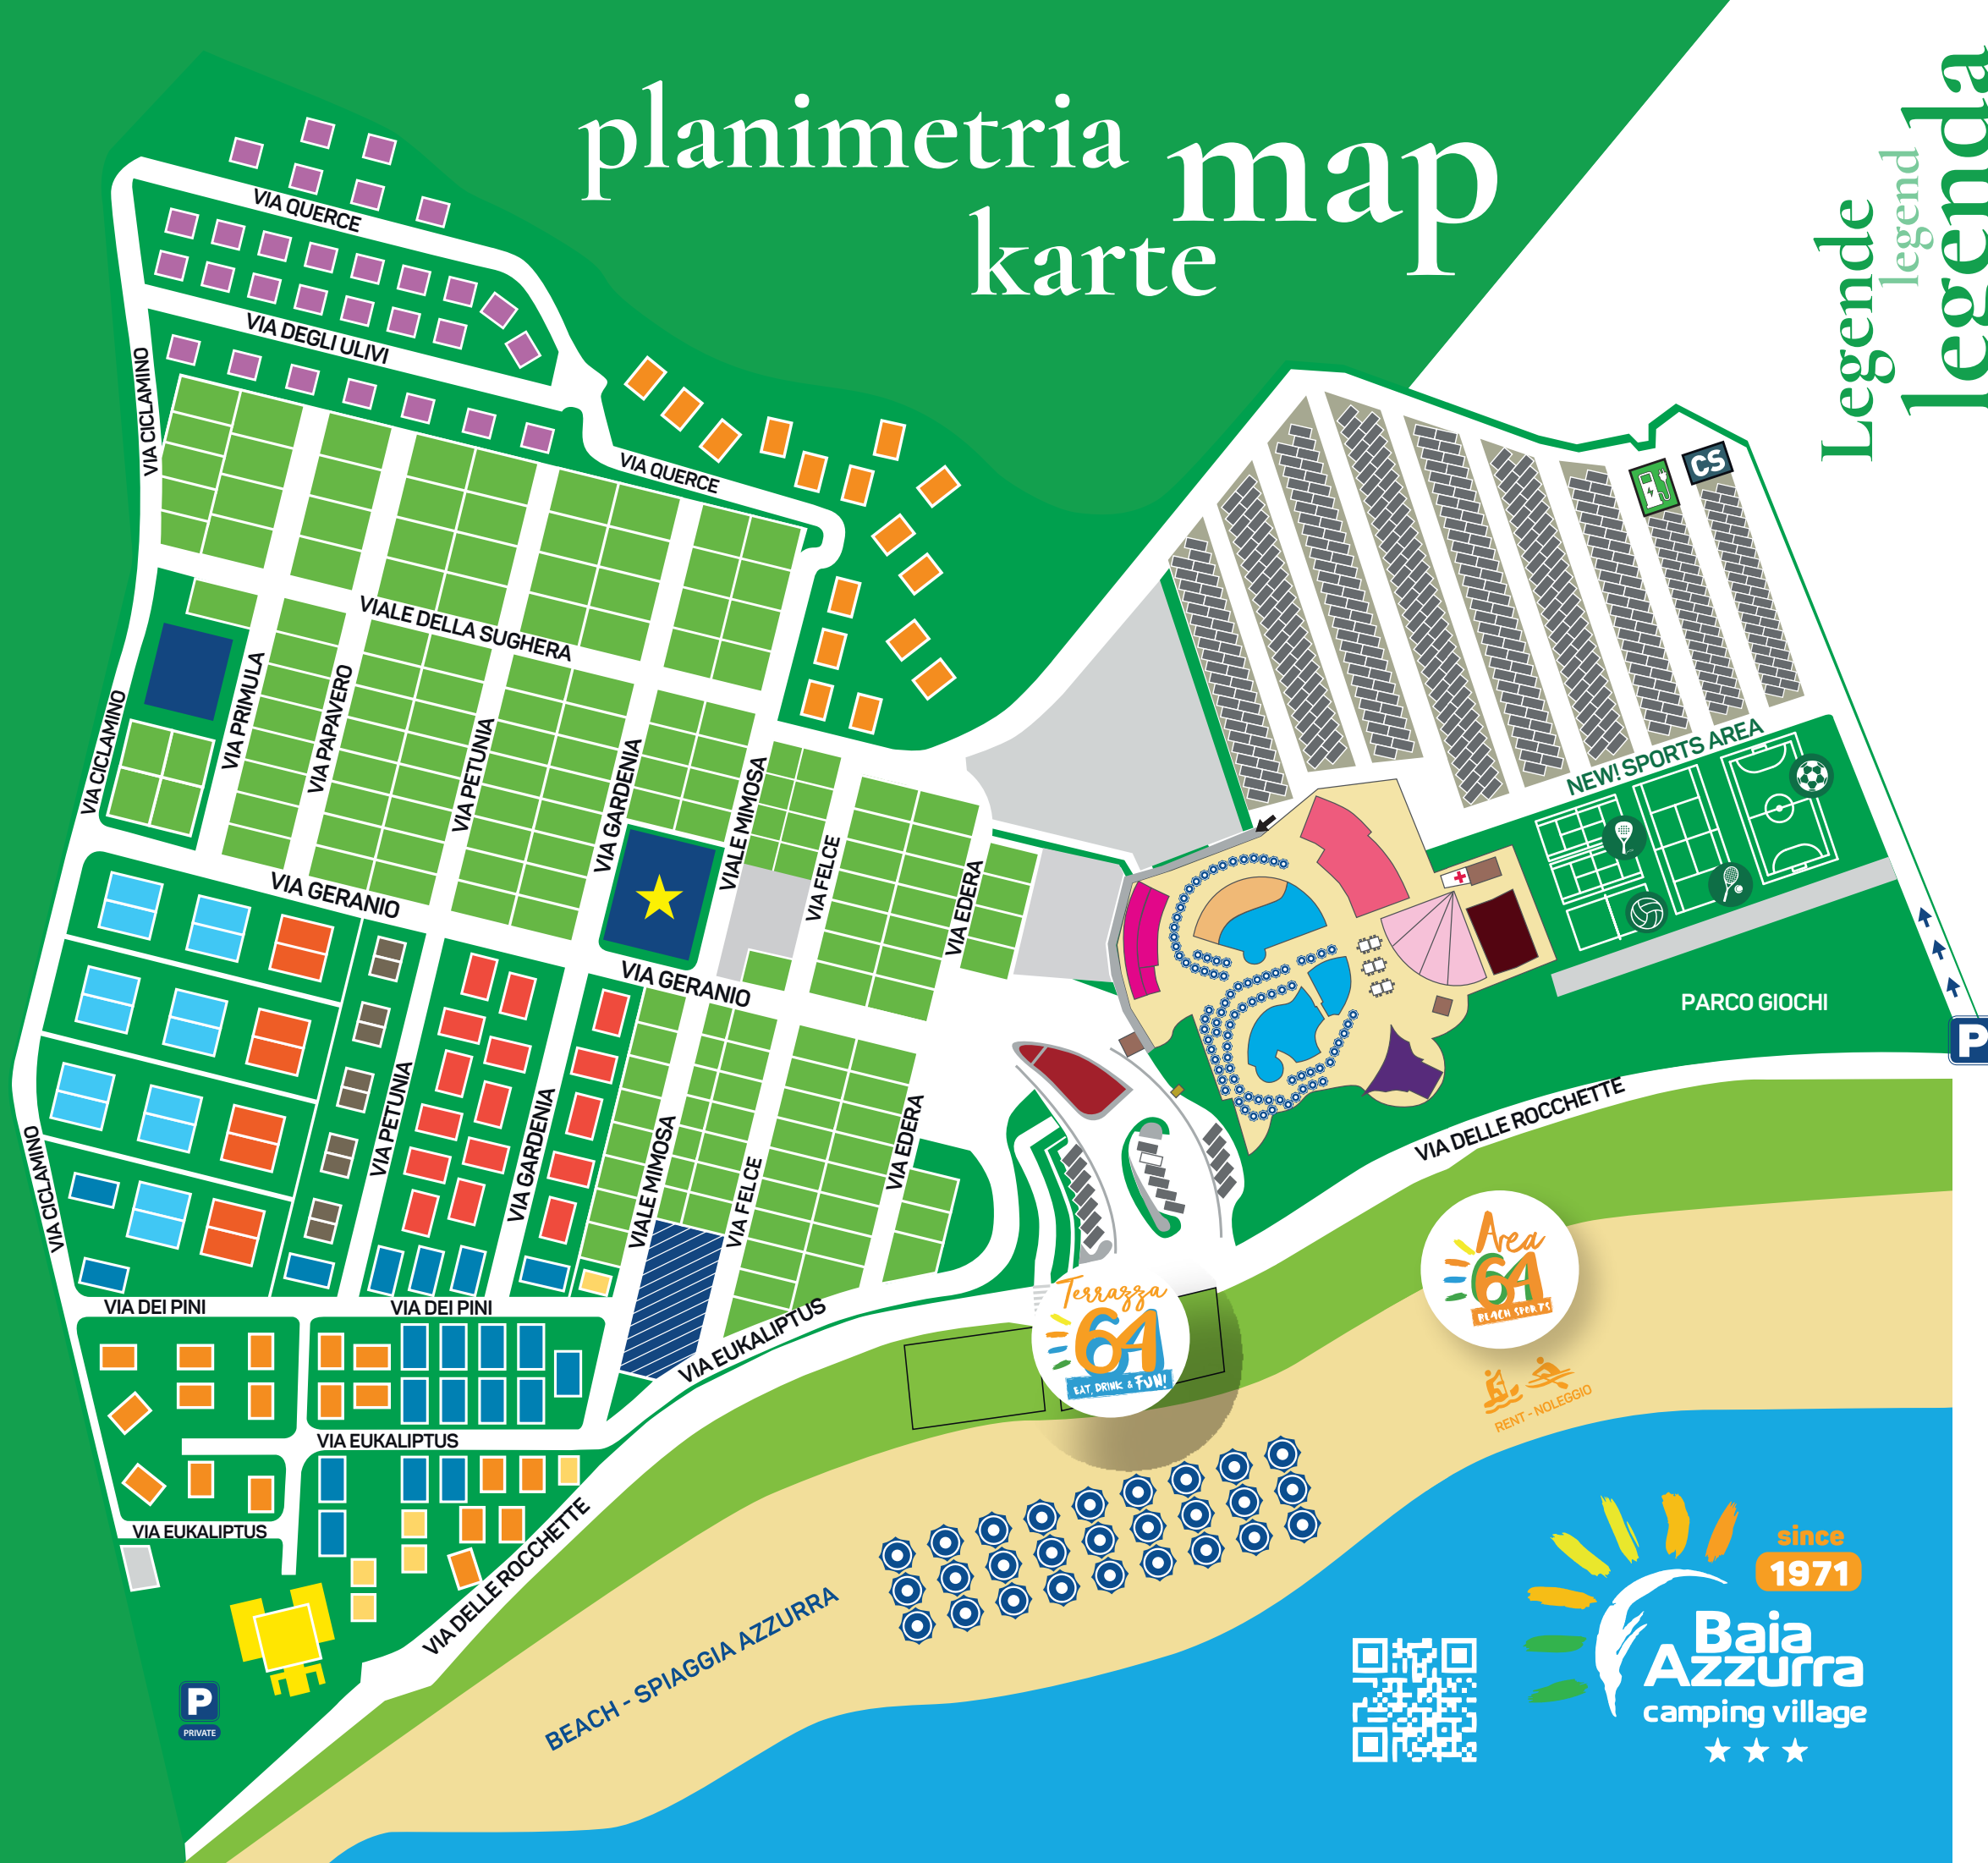 planimetria map
karte
Legende
legend
legenda
VIA QUERCE
VIA DEGLI ULIVI
VIA CICLAMINO
VIA QUERCE
CS
VIALE DELLA SUGHERA
VIA CICLAMINO
VIA PRIMULA
VIA PAPAVERO
VIA PETUNIA
VIA GARDENIA
VIALE MIMOSA
VIA FELCE
VIA EDERA
NEW! SPORTS AREA
VIA GERANIO
VIA GERANIO
PARCO GIOCHI
P
VIA CICLAMINO
VIA PETUNIA
VIA GARDENIA
VIALE MIMOSA
VIA FELCE
VIA EDERA
VIA DELLE ROCCHETTE
VIA DEI PINI
VIA DEI PINI
VIA EUKALIPTUS
Terrazza
64
EAT, DRINK & FUN!
Area
64
BEACH SPORTS
RENT - NOLEGGIO
VIA EUKALIPTUS
VIA EUKALIPTUS
VIA DELLE ROCCHETTE
BEACH - SPIAGGIA AZZURRA
P
PRIVATE
since
1971
Baia
Azzurra
camping village